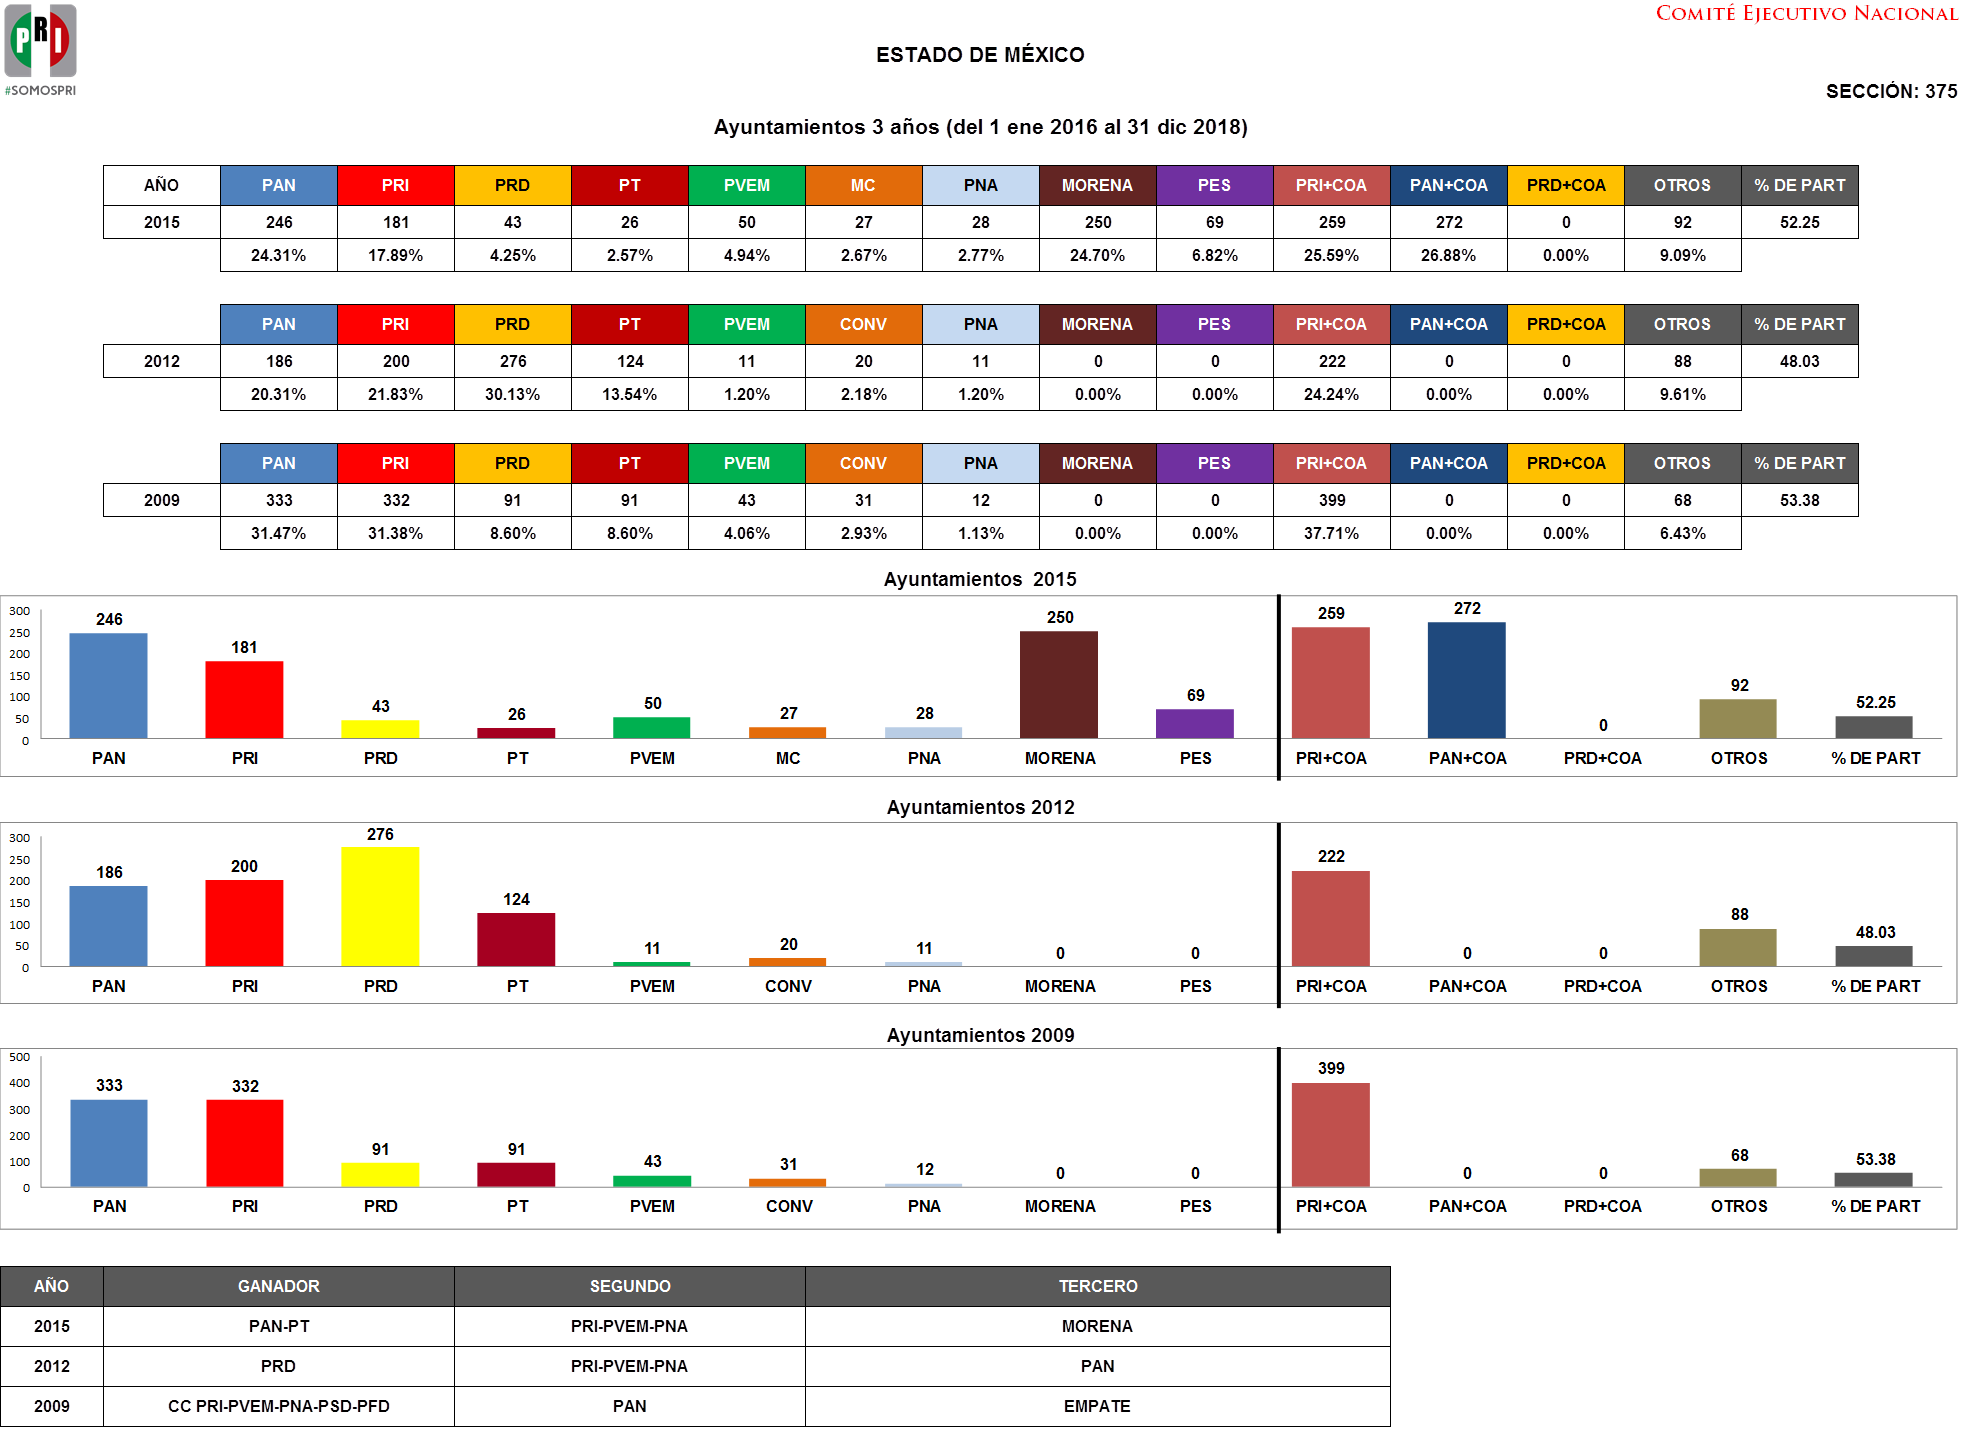 PRI
#SOMOSPRI
COMITÉ EJECUTIVO NACIONAL
ESTADO DE MÉXICO
SECCIÓN: 375
Ayuntamientos 3 años (del 1 ene 2016 al 31 dic 2018)
AÑO PAN PRI PRD PT PVEM MC PNA MORENA PES PRI+COA PAN+COA PRD+COA OTROS % DE PART
2015 246 181 43 26 50 27 28 250 69 259 272 0 92 52.25
24.31% 17.89% 4.25% 2.57% 4.94% 2.67% 2.77% 24.70% 6.82% 25.59% 26.88% 0.00% 9.09%
PAN PRI PRD PT PVEM CONV PNA MORENA PES PRI+COA PAN+COA PRD+COA OTROS % DE PART
2012 186 200 276 124 11 20 11 0 0 222 0 0 88 48.03
20.31% 21.83% 30.13% 13.54% 1.20% 2.18% 1.20% 0.00% 0.00% 24.24% 0.00% 0.00% 9.61%
PAN PRI PRD PT PVEM CONV PNA MORENA PES PRI+COA PAN+COA PRD+COA OTROS % DE PART
2009 333 332 91 91 43 31 12 0 0 399 0 0 68 53.38
31.47% 31.38% 8.60% 8.60% 4.06% 2.93% 1.13% 0.00% 0.00% 37.71% 0.00% 0.00% 6.43%
Ayuntamientos 2015
300
250
200
150
100
50
0
246 181 43 26 50 27 28 250 69 259 272 0 92 52.25
PAN PRI PRD PT PVEM MC PNA MORENA PES PRI+COA PAN+COA PRD+COA OTROS % DE PART
Ayuntamientos 2012
300
250
200
150
100
50
0
186 200 276 124 11 20 11 0 0 222 0 0 88 48.03
PAN PRI PRD PT PVEM CONV PNA MORENA PES PRI+COA PAN+COA PRD+COA OTROS % DE PART
Ayuntamientos 2009
500
400
300
200
100
0
333 332 91 91 43 31 12 0 0 399 0 0 68 53.38
PAN PRI PRD PT PVEM CONV PNA MORENA PES PRI+COA PAN+COA PRD+COA OTROS % DE PART
AÑO GANADOR SEGUNDO TERCERO
2015 PAN-PT PRI-PVEM-PNA MORENA
2012 PRD PRI-PVEM-PNA PAN
2009 CC PRI-PVEM-PNA-PSD-PFD PAN EMPATE